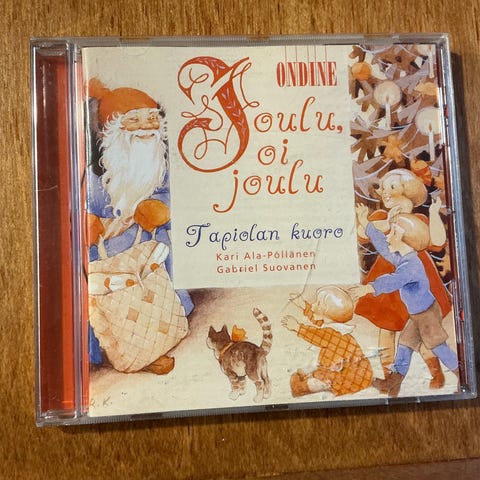 ONDINE
Joulu,
oi
joulu
Tapiolan kuoro
Kari Ala-Pöllänen
Gabriel Suovanen
R.K.